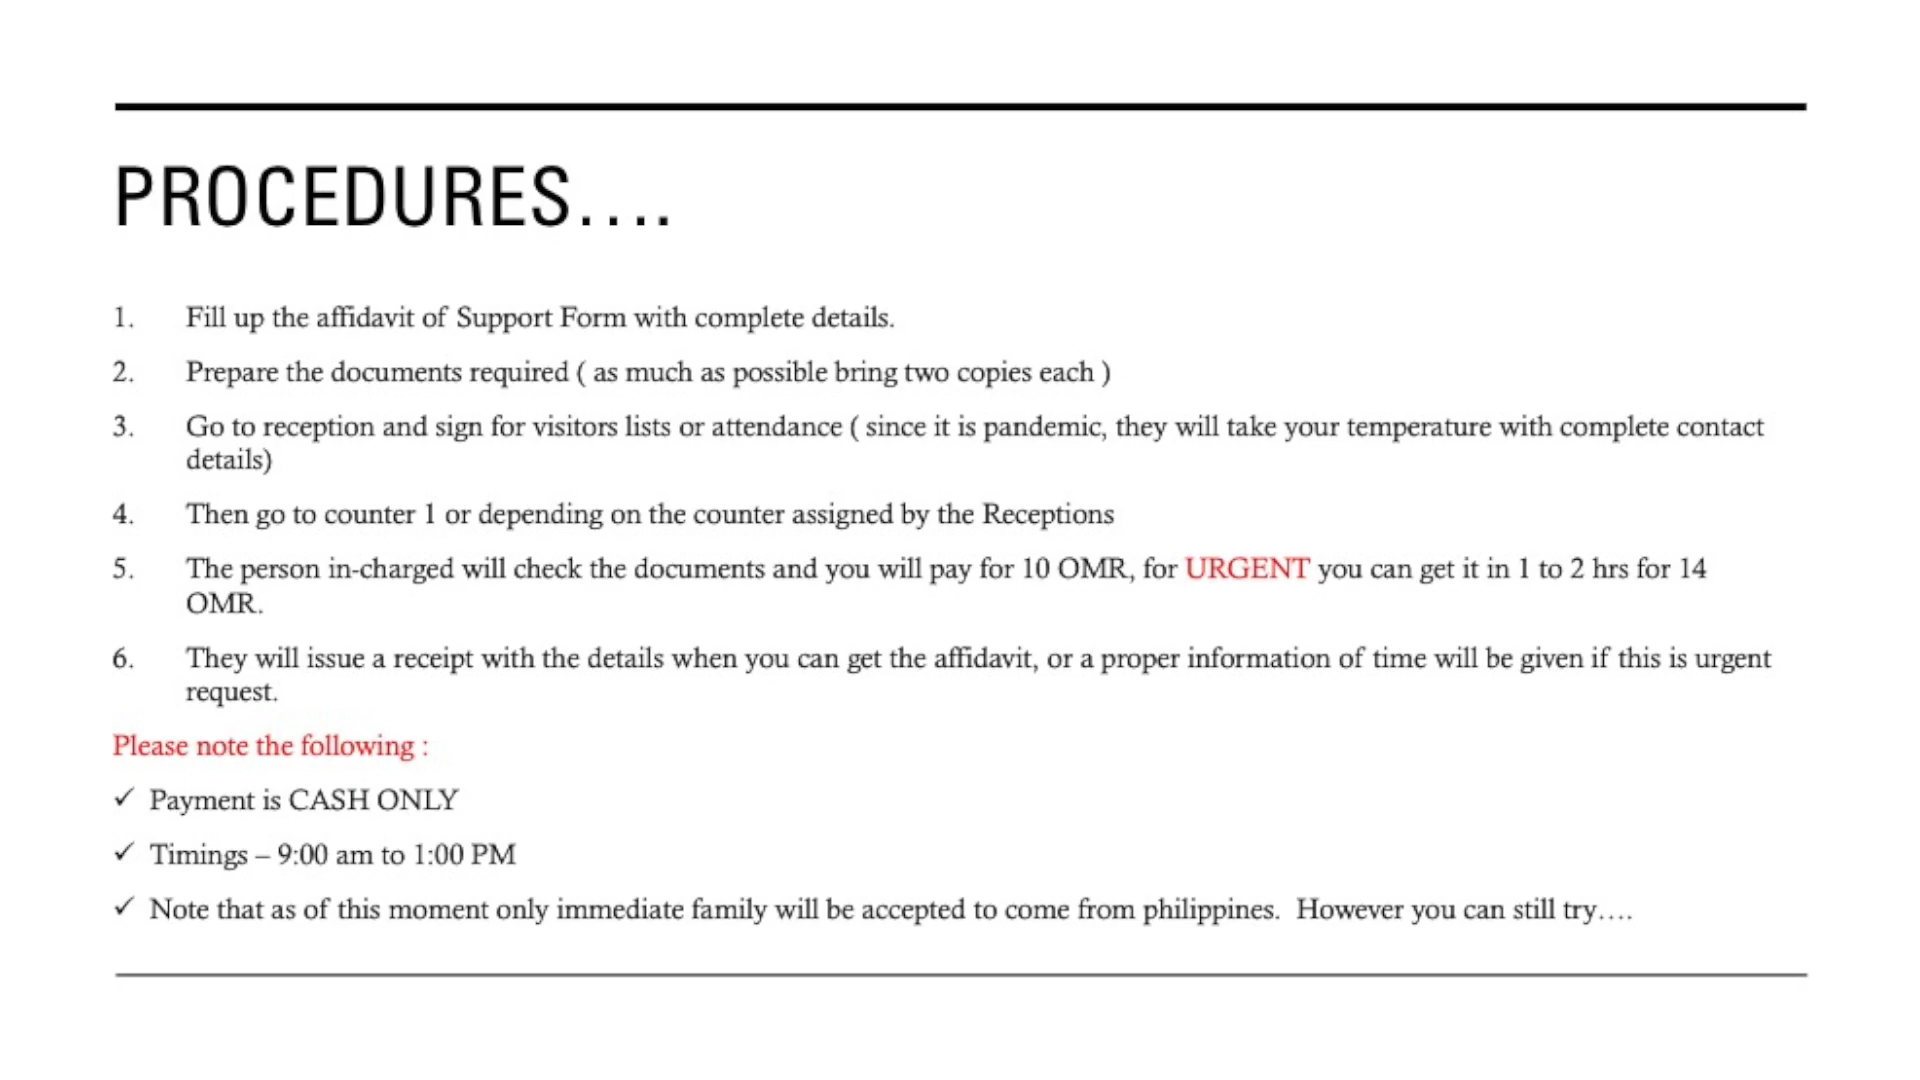 PROCEDURES....
1. Fill up the affidavit of Support Form with complete details.
2. Prepare the documents required ( as much as possible bring two copies each )
3. Go to reception and sign for visitors lists or attendance ( since it is pandemic, they will take your temperature with complete contact
details)
4. Then go to counter 1 or depending on the counter assigned by the Receptions
5. The person in-charged will check the documents and you will pay for 10 OMR, for URGENT you can get it in 1 to 2 hrs for 14
OMR.
6. They will issue a receipt with the details when you can get the affidavit, or a proper information of time will be given if this is urgent
request.
Please note the following :
✓ Payment is CASH ONLY
✓ Timings – 9:00 am to 1:00 PM
✓ Note that as of this moment only immediate family will be accepted to come from philippines. However you can still try....